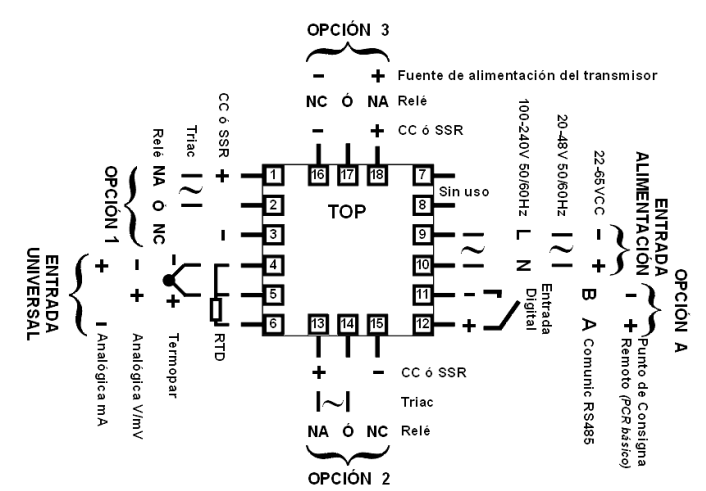 OPCIÓN 3
- + Fuente de alimentación del transmisor
NC Ó NA Relé
- + CC ó SSR
CC ó SSR
Triac
Relé NA Ó NC
OPCIÓN 1
+
-
1
2
3
4
5
6
16
17
18
TOP
7
8
9
10
11
12
13
14
15
Sin uso
L
N
100-240V 50/60Hz
20-48V 50/60Hz
22-65VCC
- +
ENTRADA
ALIMENTACIÓN
- +
Entrada
Digital
B A Comunic RS485
- + Punto de Consigna
Remoto (PCR básico)
OPCIÓN A
ENTRADA
UNIVERSAL
+ - Analógica mA
- + Analógica V/mV
- + Termopar
RTD
+ - CC ó SSR
Triac
NA Ó NC Relé
OPCIÓN 2